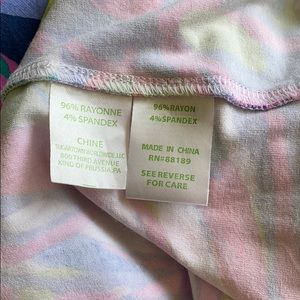 96% RAYONNE
4% SPANDEX
CHINE
SUGARTOWN WORLDWIDE, LLC
800 THIRD AVENUE
KING OF PRUSSIA, PA
96% RAYON
4% SPANDEX
MADE IN CHINA
RN#88189
SEE REVERSE
FOR CARE